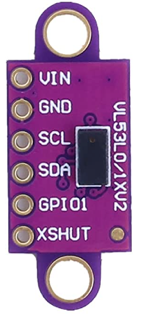 VIN
GND
SCL
SDA
GPIO1
XSHUT
VL53L0/1XV2